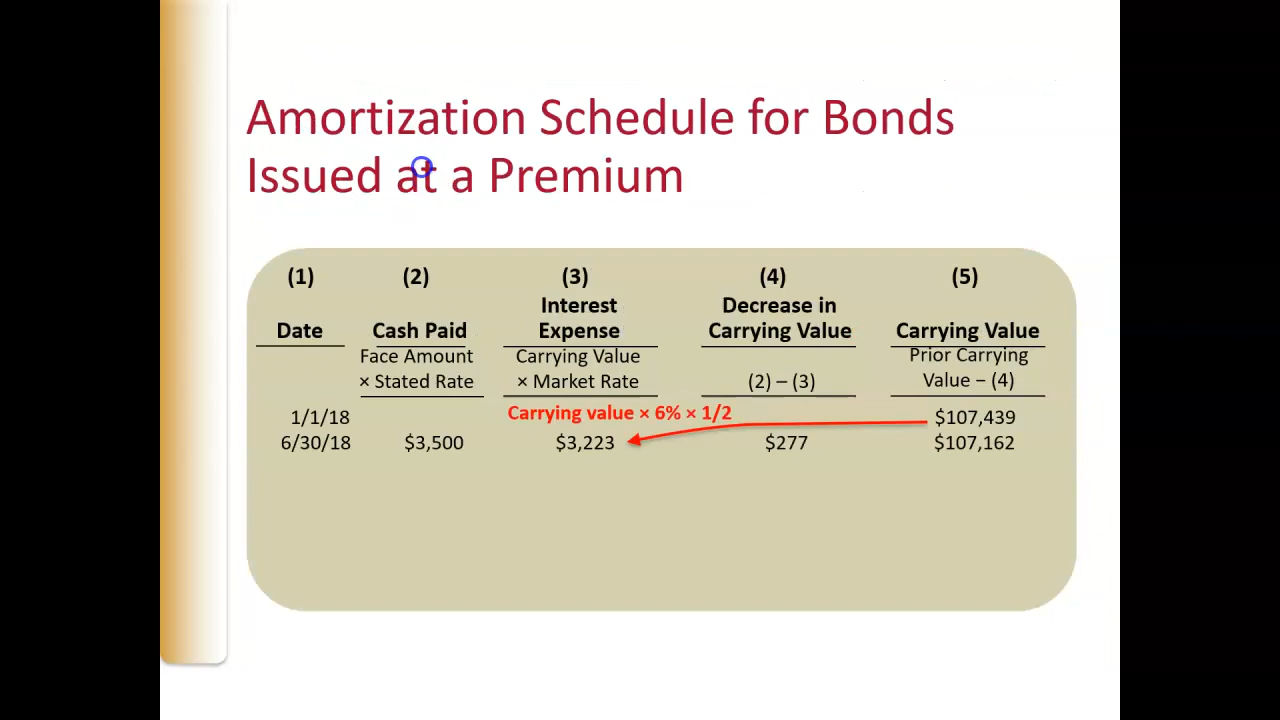 Amortization Schedule for Bonds
Issued at a Premium
(1) (2) (3) (4) (5)
Interest Decrease in
Date Cash Paid Expense Carrying Value Carrying Value
Face Amount Carrying Value Prior Carrying
× Stated Rate × Market Rate (2) – (3) Value – (4)
Carrying value × 6% × 1/2
1/1/18 $107,439
6/30/18 $3,500 $3,223 $277 $107,162